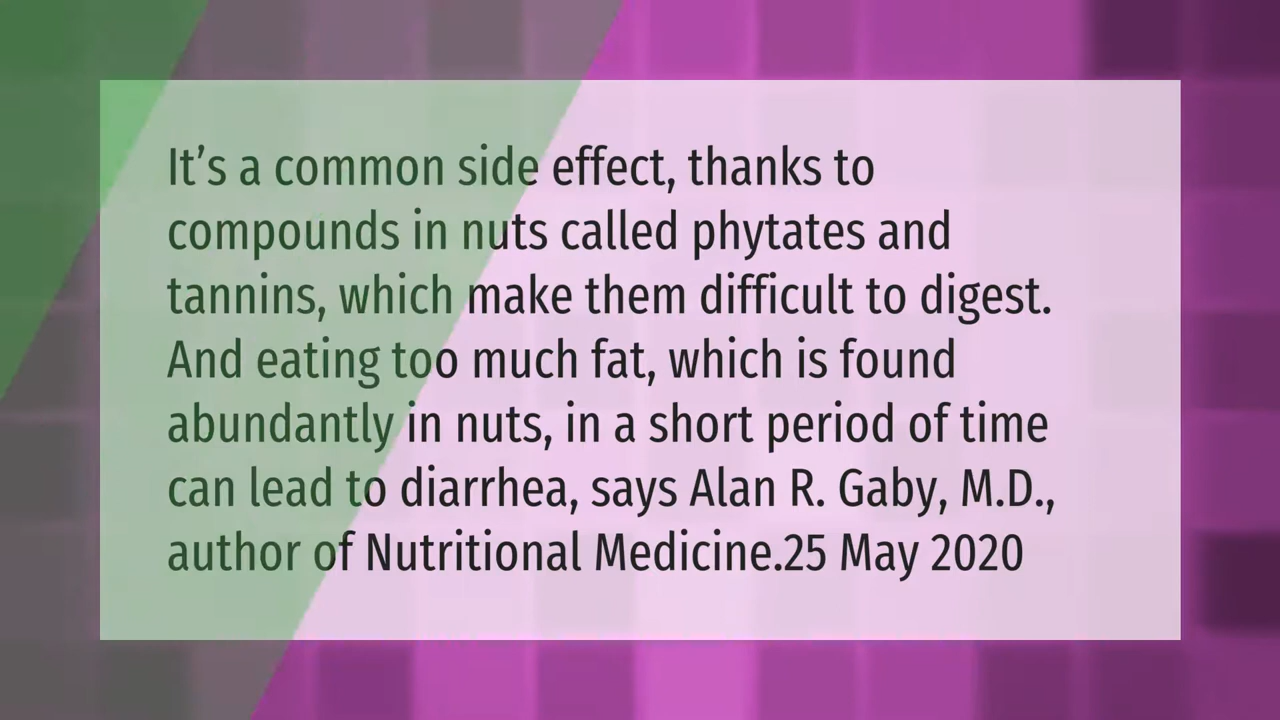 It’s a common side effect, thanks to
compounds in nuts called phytates and
tannins, which make them difficult to digest.
And eating too much fat, which is found
abundantly in nuts, in a short period of time
can lead to diarrhea, says Alan R. Gaby, M.D.,
author of Nutritional Medicine.25 May 2020